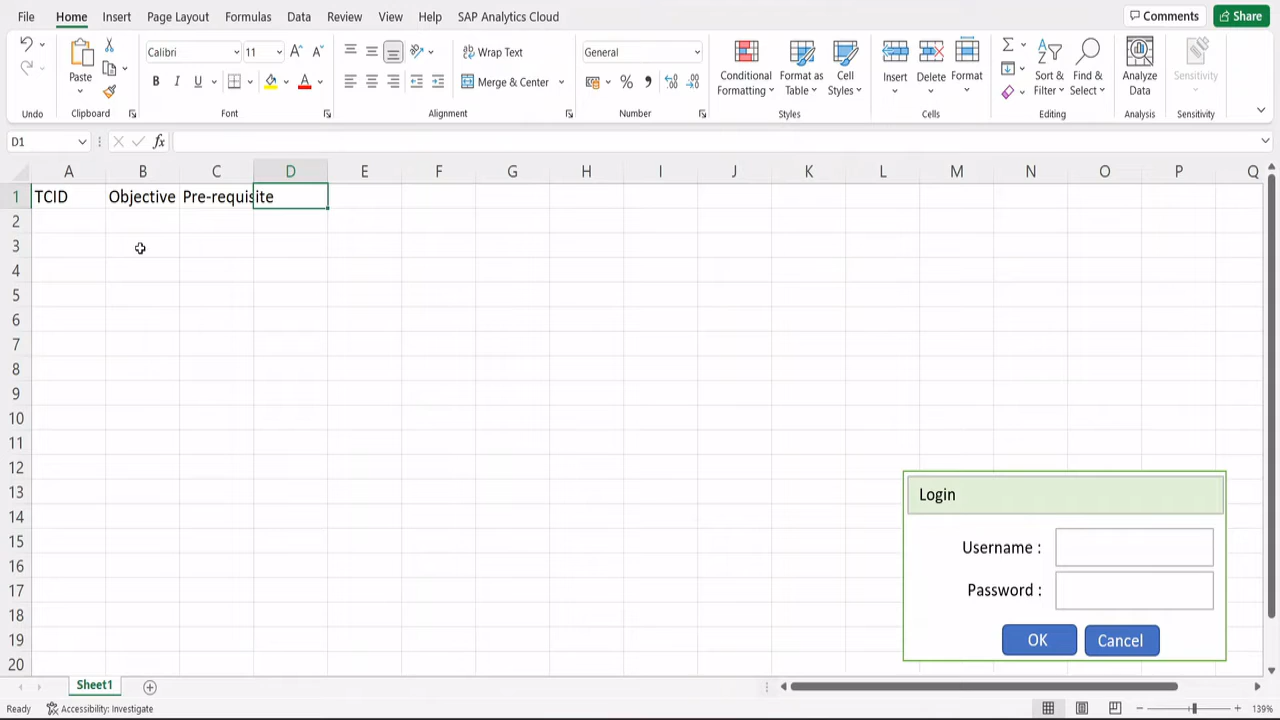 File Home Insert Page Layout Formulas Data Review View Help SAP Analytics Cloud Comments Share
Calibri 11 Wrap Text General
Paste Conditional Formatting Format as Table Cell Styles Insert Delete Format Sort & Filter Find & Select Analyze Data Sensitivity
B I U A Merge & Center %
Undo Clipboard Font Alignment Number Styles Cells Editing Analysis Sensitivity
D1 fx
A B C D E F G H I J K L M N O P Q
1 TCID Objective Pre-requisite
2
3
4
5
6
7
8
9
10
11
12
13
14
15
16
17
18
19
20
Login
Username :
Password :
OK Cancel
Sheet1
Ready Accessibility: Investigate 139%